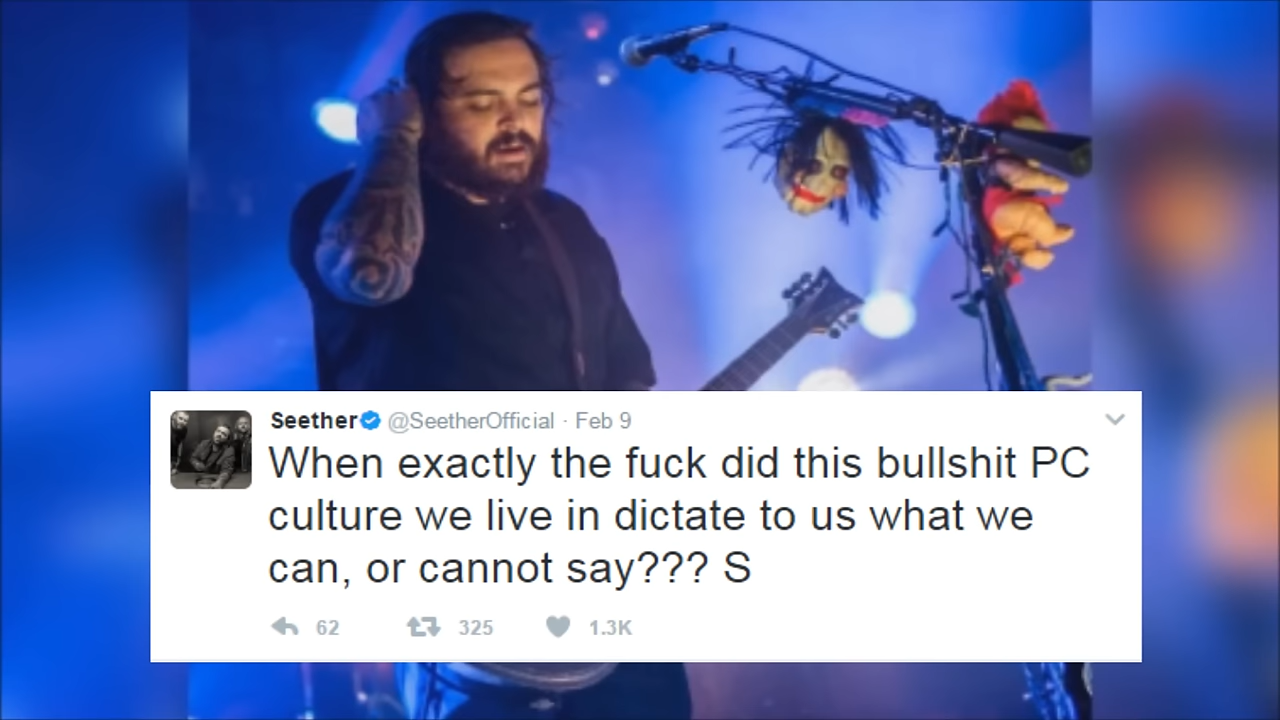 Seether @SeetherOfficial · Feb 9
When exactly the fuck did this bullshit PC
culture we live in dictate to us what we
can, or cannot say??? S
62 325 1.3K